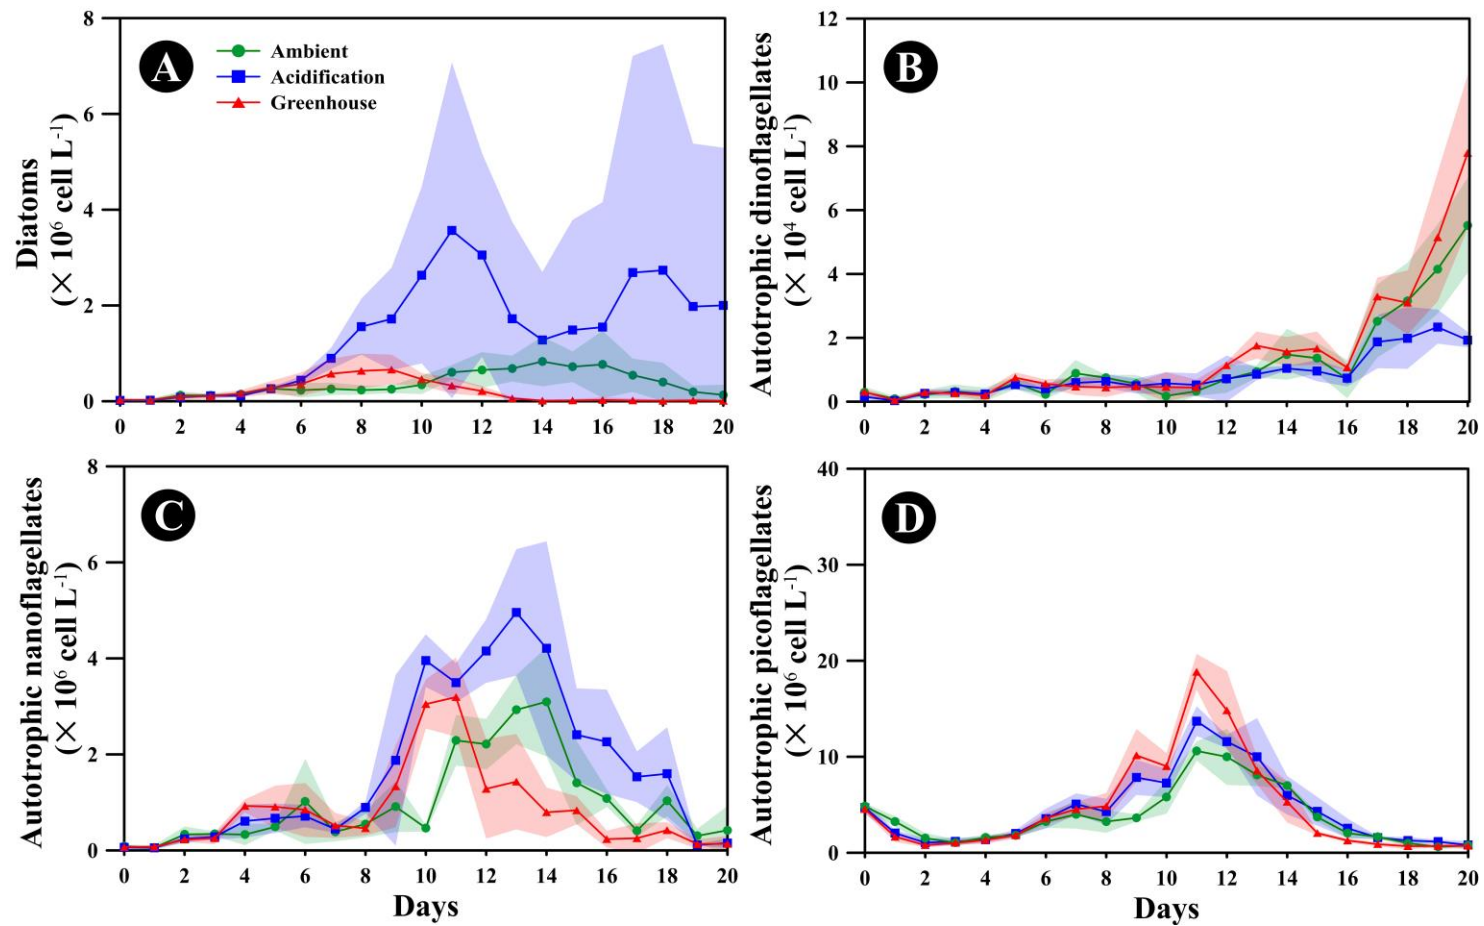 A
Ambient
Acidification
Greenhouse
Diatoms
(× 10⁶ cell L⁻¹)
8
6
4
2
0
0 2 4 6 8 10 12 14 16 18 20
B
Autotrophic dinoflagellates
(× 10⁴ cell L⁻¹)
12
10
8
6
4
2
0
0 2 4 6 8 10 12 14 16 18 20
C
Autotrophic nanoflagellates
(× 10⁶ cell L⁻¹)
8
6
4
2
0
0 2 4 6 8 10 12 14 16 18 20
Days
D
Autotrophic picoflagellates
(× 10⁶ cell L⁻¹)
40
30
20
10
0
0 2 4 6 8 10 12 14 16 18 20
Days